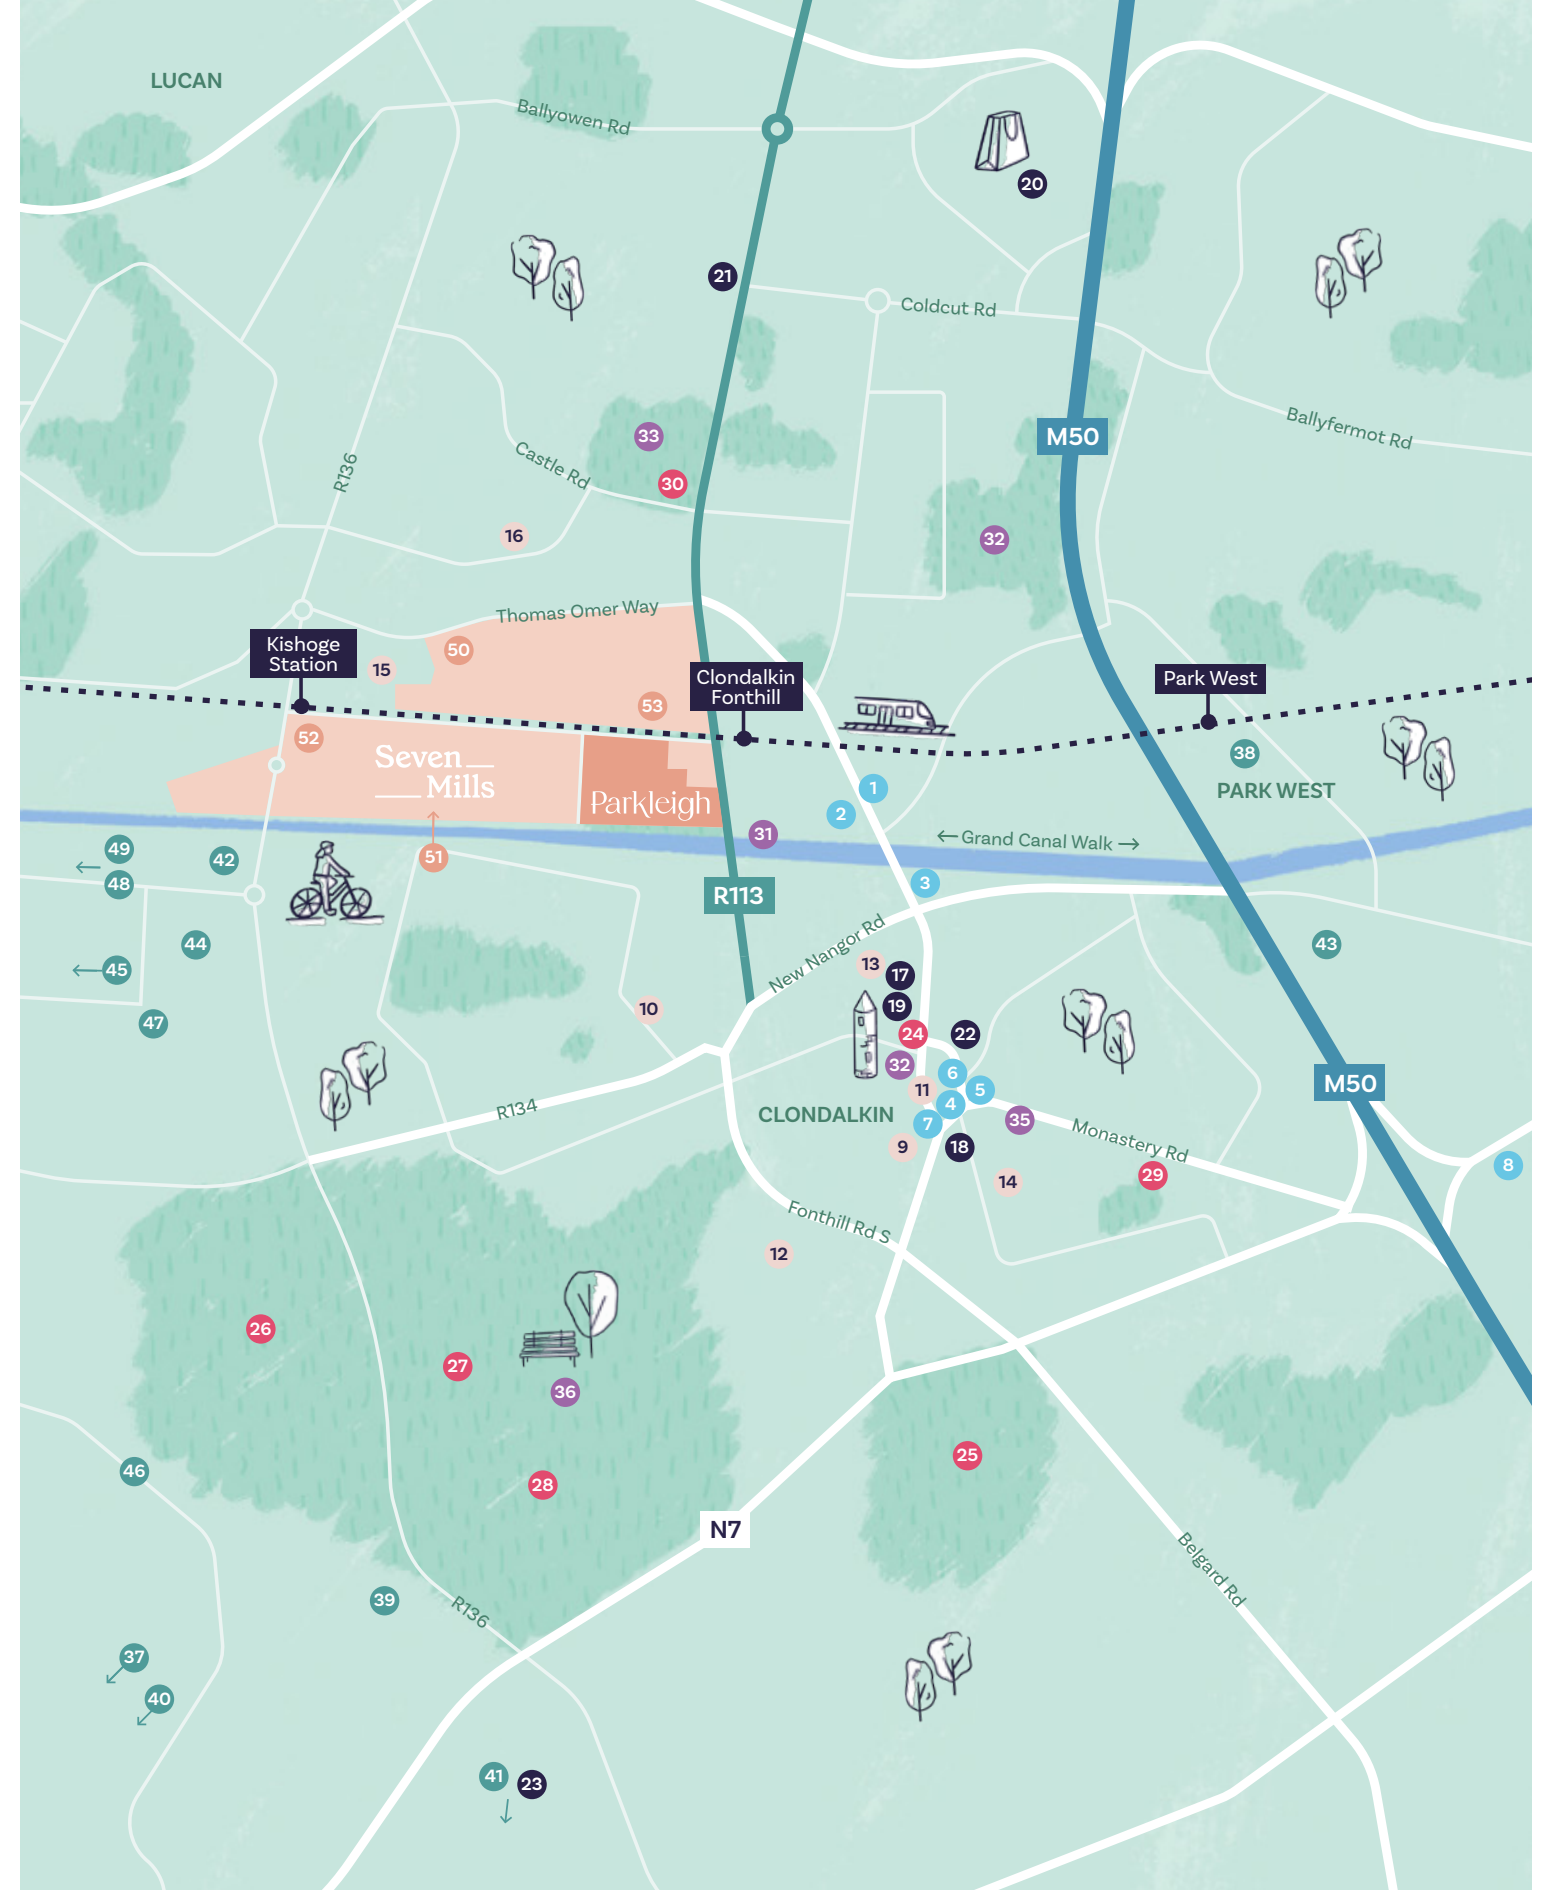 LUCAN
Ballyowen Rd
20
21
Coldcut Rd
Ballyfermot Rd
M50
33
30
Castle Rd
R136
16
32
Thomas Omer Way
Kishoge
Station
15
50
53
Clondalkin
Fonthill
Park West
38
PARK WEST
52
Seven
Mills
Parkleigh
1
2
31
Grand Canal Walk
51
49
48
42
3
R113
44
45
47
New Nangor Rd
13
17
19
24
22
43
10
32
6
11
5
4
7
35
CLONDALKIN
9
18
14
M50
Monastery Rd
29
8
R134
Fonthill Rd S
12
26
27
36
28
25
46
N7
Belgard Rd
39
R136
37
40
41
23